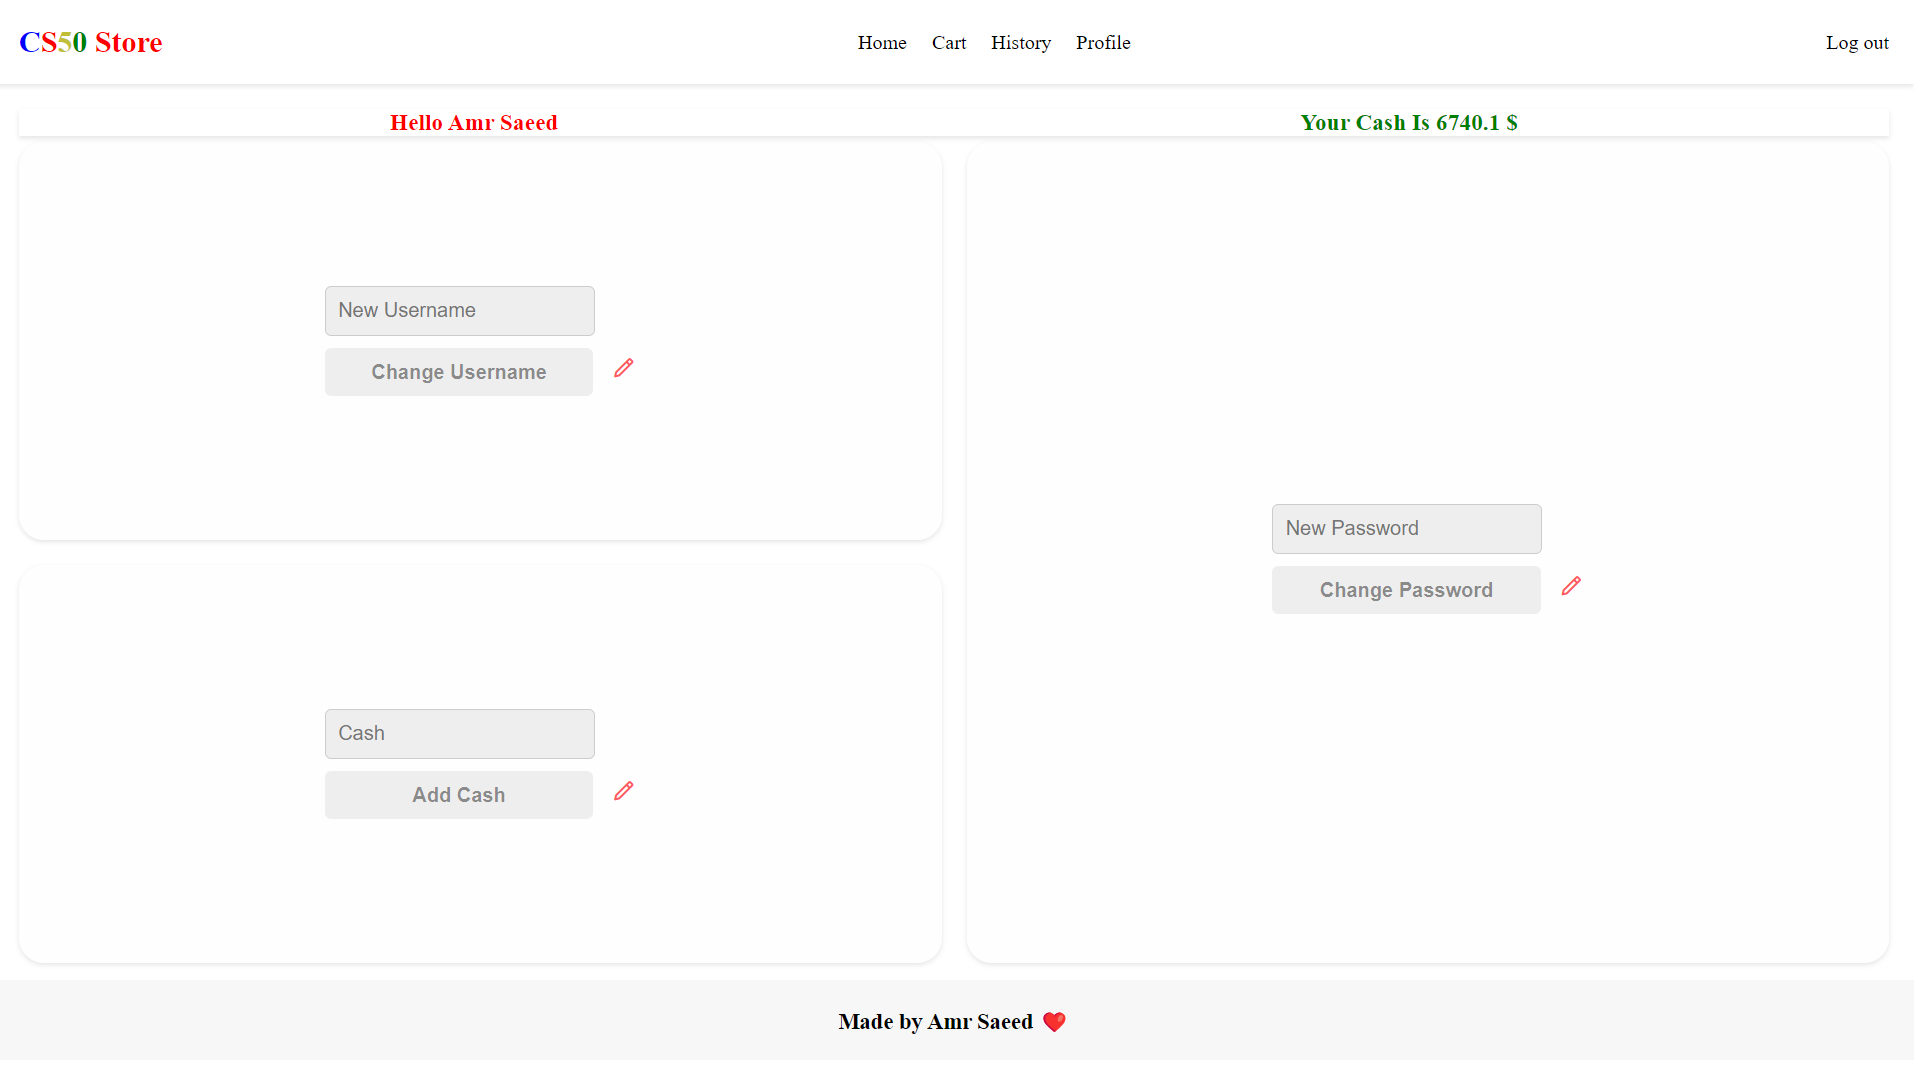 CS50 Store
Home Cart History Profile
Log out
Hello Amr Saeed
Your Cash Is 6740.1 $
New Username
Change Username
New Password
Change Password
Cash
Add Cash
Made by Amr Saeed ❤️